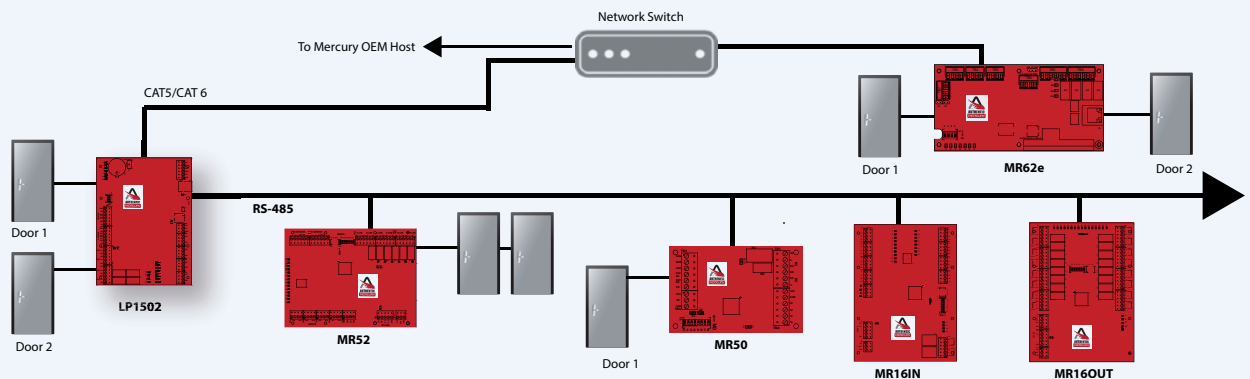 Network Switch
To Mercury OEM Host
CAT5/CAT 6
MR62e
Door 1
Door 2
Door 1
RS-485
LP1502
Door 2
MR52
Door 1
MR50
MR16IN
MR16OUT